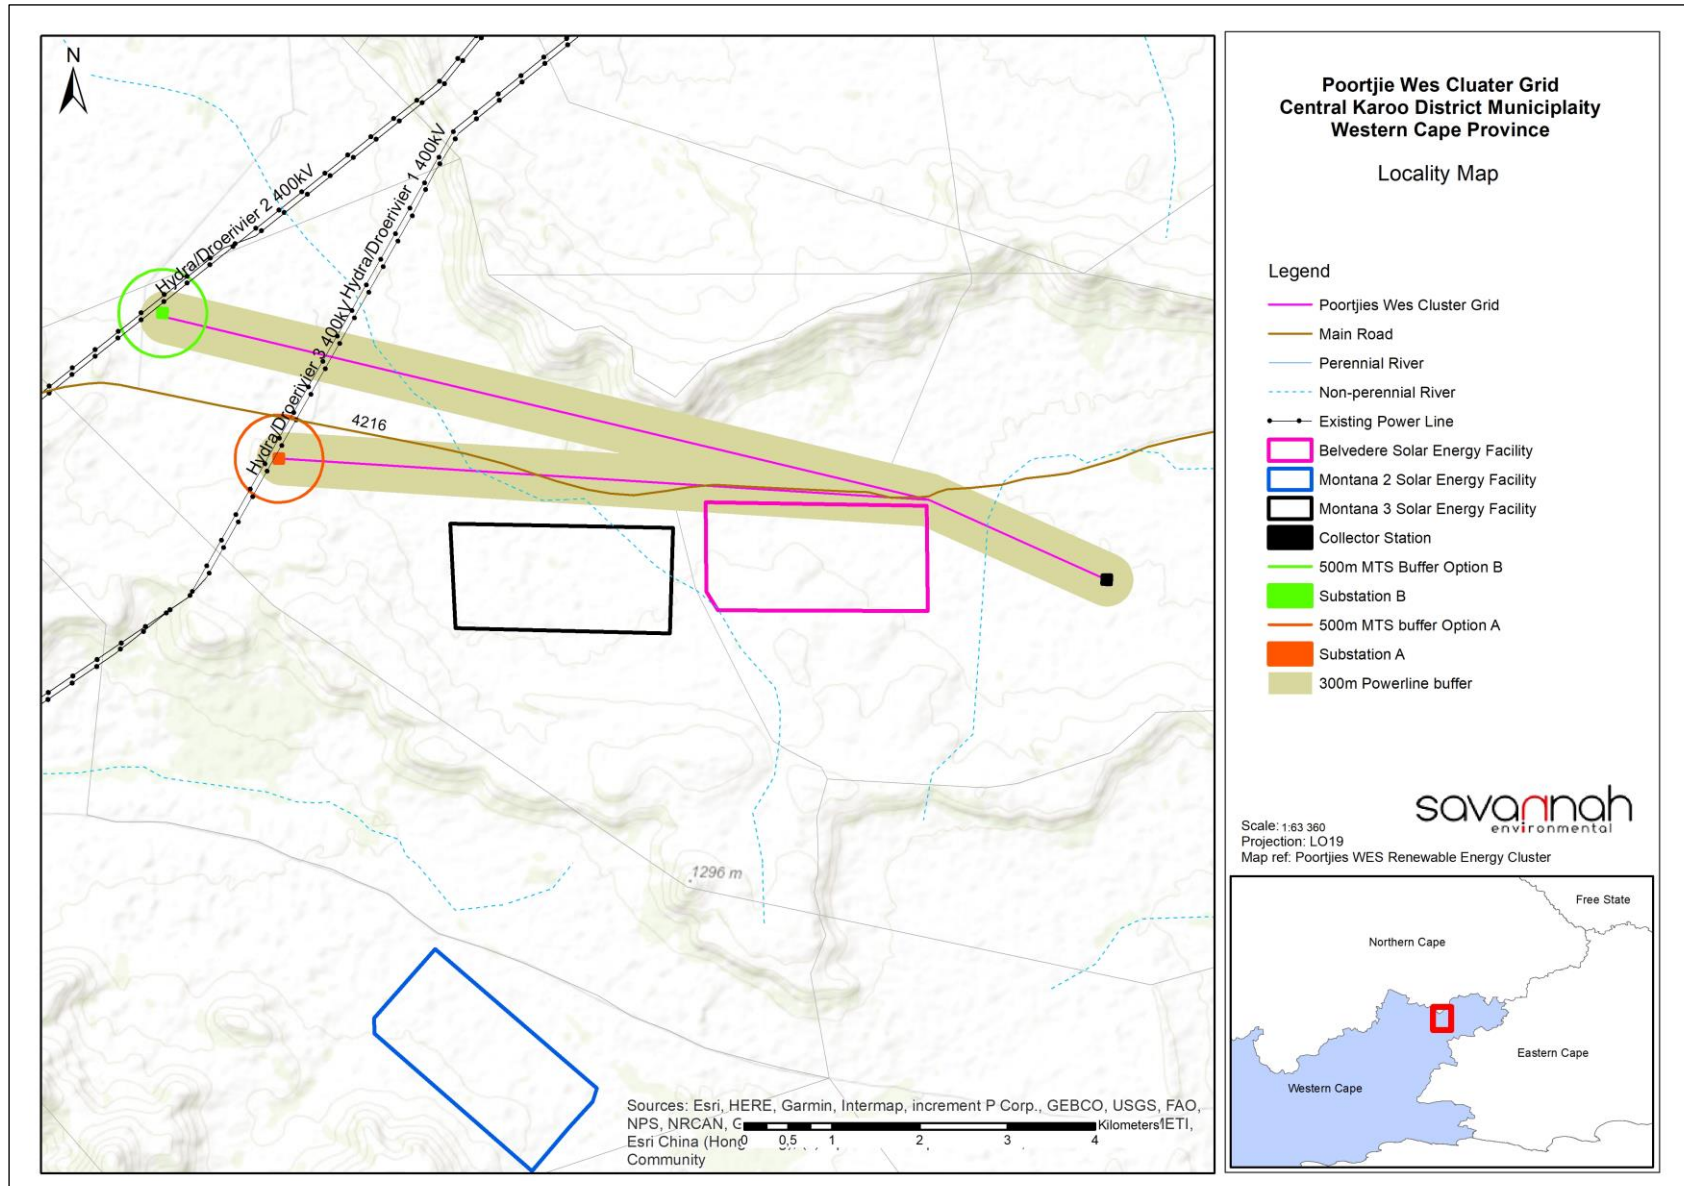 N
Hydra/Droerivier 2 400kV
Hydra/Droerivier 1 400kV
Hydra/Droerivier 3 400kV
4216
1296 m
Sources: Esri, HERE, Garmin, Intermap, increment P Corp., GEBCO, USGS, FAO,
NPS, NRCAN,
Esri China (Hong
Community
0 0,5 1 2 3 4 Kilometers
Poortjie Wes Cluater Grid
Central Karoo District Municiplaity
Western Cape Province
Locality Map
Legend
Poortjies Wes Cluster Grid
Main Road
Perennial River
Non-perennial River
Existing Power Line
Belvedere Solar Energy Facility
Montana 2 Solar Energy Facility
Montana 3 Solar Energy Facility
Collector Station
500m MTS Buffer Option B
Substation B
500m MTS buffer Option A
Substation A
300m Powerline buffer
savannah
environmental
Scale: 1:63 360
Projection: LO19
Map ref: Poortjies WES Renewable Energy Cluster
Free State
Northern Cape
Eastern Cape
Western Cape